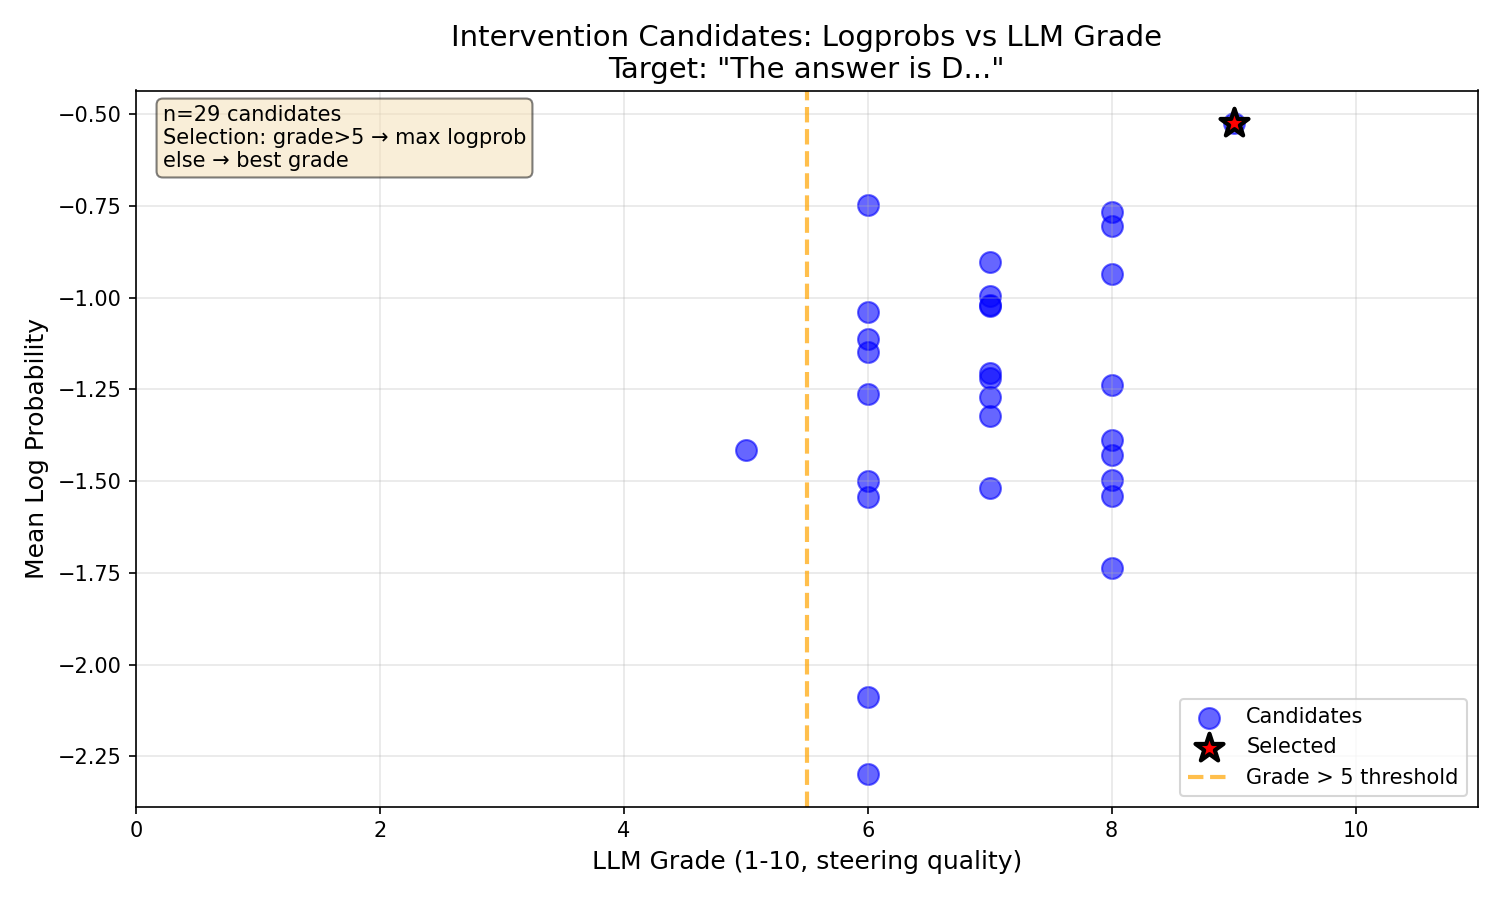 Intervention Candidates: Logprobs vs LLM Grade
Target: "The answer is D..."
n=29 candidates
Selection: grade>5 → max logprob
else → best grade
Mean Log Probability
−0.50
−0.75
−1.00
−1.25
−1.50
−1.75
−2.00
−2.25
Candidates
Selected
Grade > 5 threshold
0 2 4 6 8 10
LLM Grade (1-10, steering quality)